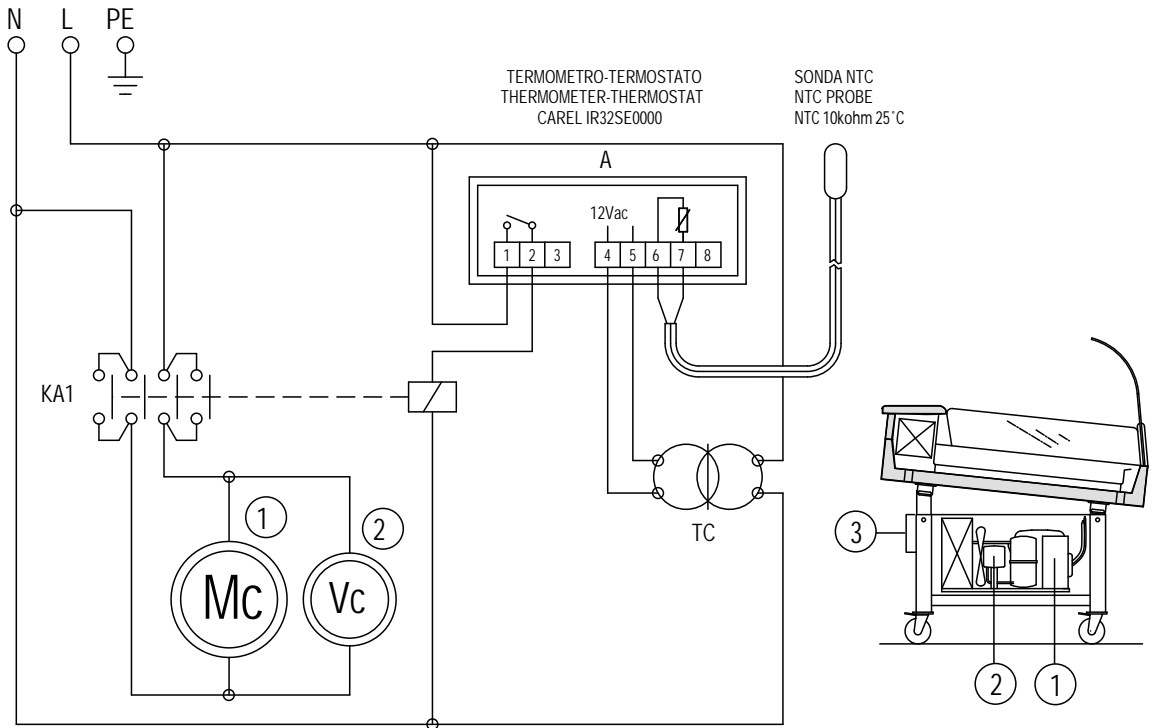 N L PE
TERMOMETRO-TERMOSTATO
THERMOMETER-THERMOSTAT
CAREL IR32SE0000
SONDA NTC
NTC PROBE
NTC 10kohm 25°C
A
12Vac
1 2 3 4 5 6 7 8
KA1
TC
1
2
Mc
Vc
3
2 1